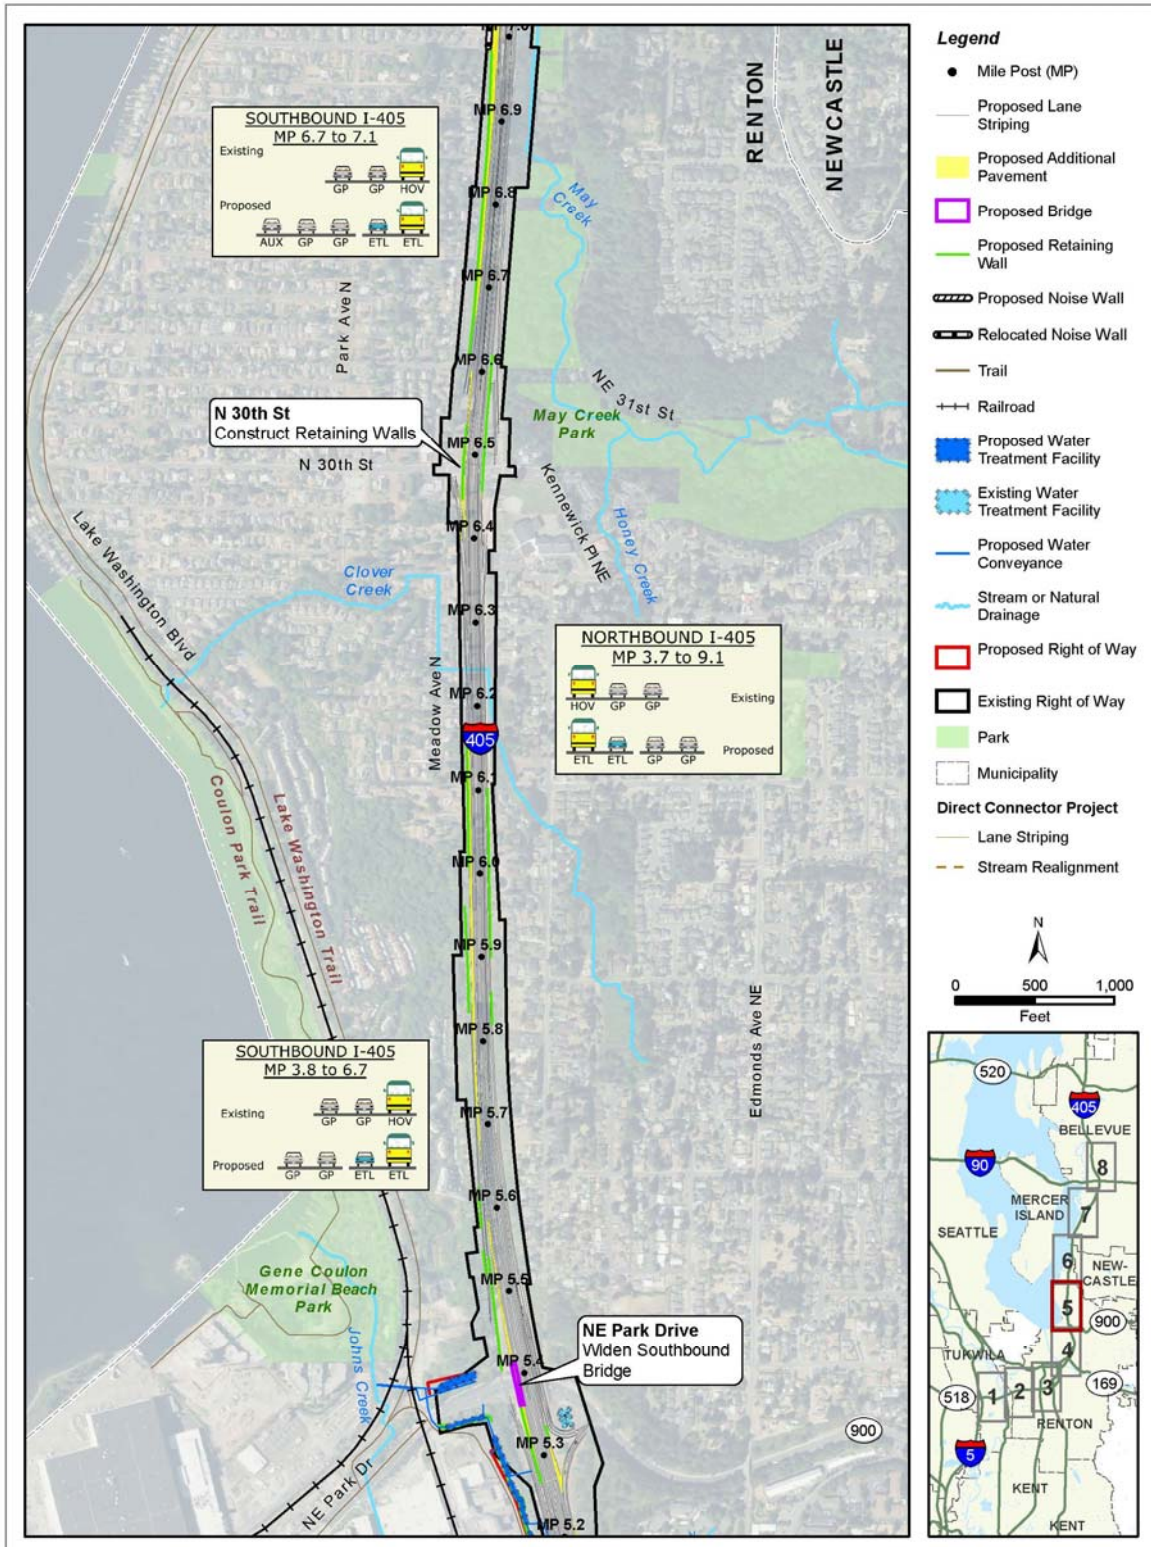 7.0
MP 6.9
MP 6.8
MP 6.7
MP 6.6
MP 6.5
MP 6.4
MP 6.3
MP 6.2
405
MP 6.1
MP 6.0
MP 5.9
MP 5.8
MP 5.7
MP 5.6
MP 5.5
MP 5.4
MP 5.3
MP 5.2
SOUTHBOUND I-405
MP 6.7 to 7.1
Existing
GP GP HOV
Proposed
AUX GP GP ETL ETL
RENTON
NEWCASTLE
May
Creek
Park Ave N
N 30th St
Construct Retaining Walls
N 30th St
NE 31st St
May Creek
Park
Kennewick Pl NE
Honey Creek
Lake Washington Blvd
Clover
Creek
Meadow Ave N
NORTHBOUND I-405
MP 3.7 to 9.1
HOV GP GP Existing
ETL ETL GP GP Proposed
Coulon Park Trail
Lake Washington Trail
Edmonds Ave NE
SOUTHBOUND I-405
MP 3.8 to 6.7
Existing GP GP HOV
Proposed GP GP ETL ETL
Gene Coulon
Memorial Beach
Park
Johns Creek
NE Park Drive
Widen Southbound
Bridge
NE Park Dr
900
Legend
Mile Post (MP)
Proposed Lane
Striping
Proposed Additional
Pavement
Proposed Bridge
Proposed Retaining
Wall
Proposed Noise Wall
Relocated Noise Wall
Trail
Railroad
Proposed Water
Treatment Facility
Existing Water
Treatment Facility
Proposed Water
Conveyance
Stream or Natural
Drainage
Proposed Right of Way
Existing Right of Way
Park
Municipality
Direct Connector Project
Lane Striping
Stream Realignment
N
0 500 1,000
Feet
520
405
BELLEVUE
90
8
MERCER
ISLAND
7
SEATTLE
6
NEW-
CASTLE
5
900
TUKWILA
4
518
1
2
3
169
RENTON
5
KENT
KENT